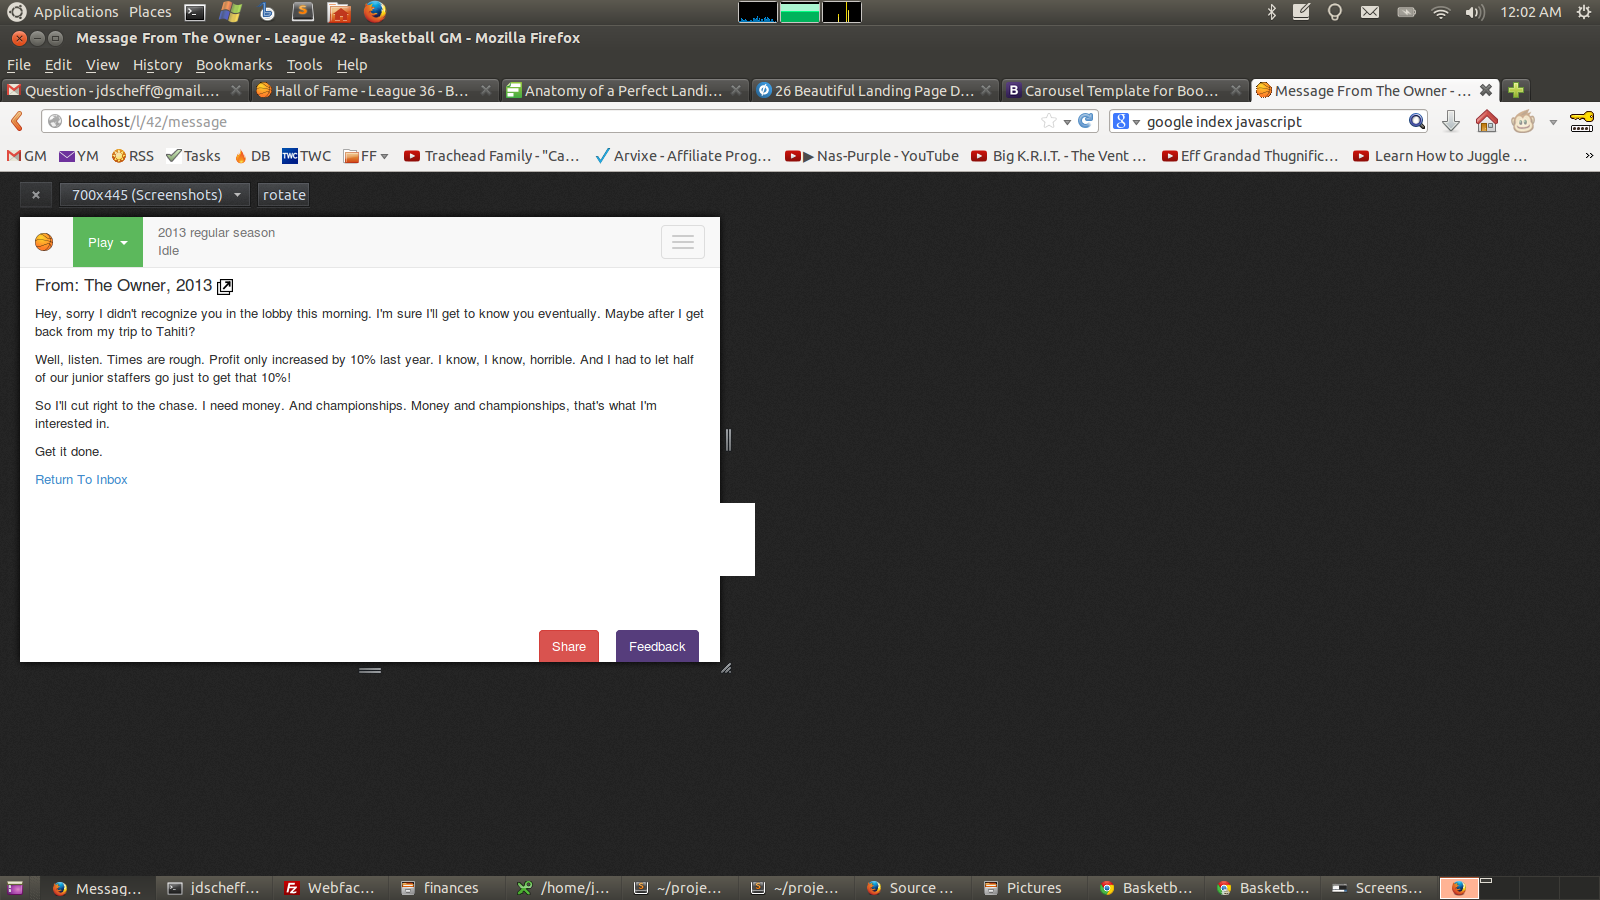 Applications Places 12:02 AM
Message From The Owner - League 42 - Basketball GM - Mozilla Firefox
File Edit View History Bookmarks Tools Help
Question - jdscheff@gmail.... Hall of Fame - League 36 - B... Anatomy of a Perfect Landi... 26 Beautiful Landing Page D... B Carousel Template for Boo... Message From The Owner - ...
localhost/l/42/message 8 google index javascript
GM YM RSS Tasks DB TWC TWC FF Trachead Family - "Ca... Arvixe - Affiliate Prog... ▶ Nas-Purple - YouTube Big K.R.I.T. - The Vent ... Eff Grandad Thugnific... Learn How to Juggle ... »
× 700x445 (Screenshots) rotate
Play 2013 regular season
Idle
From: The Owner, 2013
Hey, sorry I didn't recognize you in the lobby this morning. I'm sure I'll get to know you eventually. Maybe after I get
back from my trip to Tahiti?
Well, listen. Times are rough. Profit only increased by 10% last year. I know, I know, horrible. And I had to let half
of our junior staffers go just to get that 10%!
So I'll cut right to the chase. I need money. And championships. Money and championships, that's what I'm
interested in.
Get it done.
Return To Inbox
Share Feedback
Messag... jdscheff... Fz Webfac... finances /home/j... ~/proje... ~/proje... Source ... Pictures Basketb... Basketb... Screens...